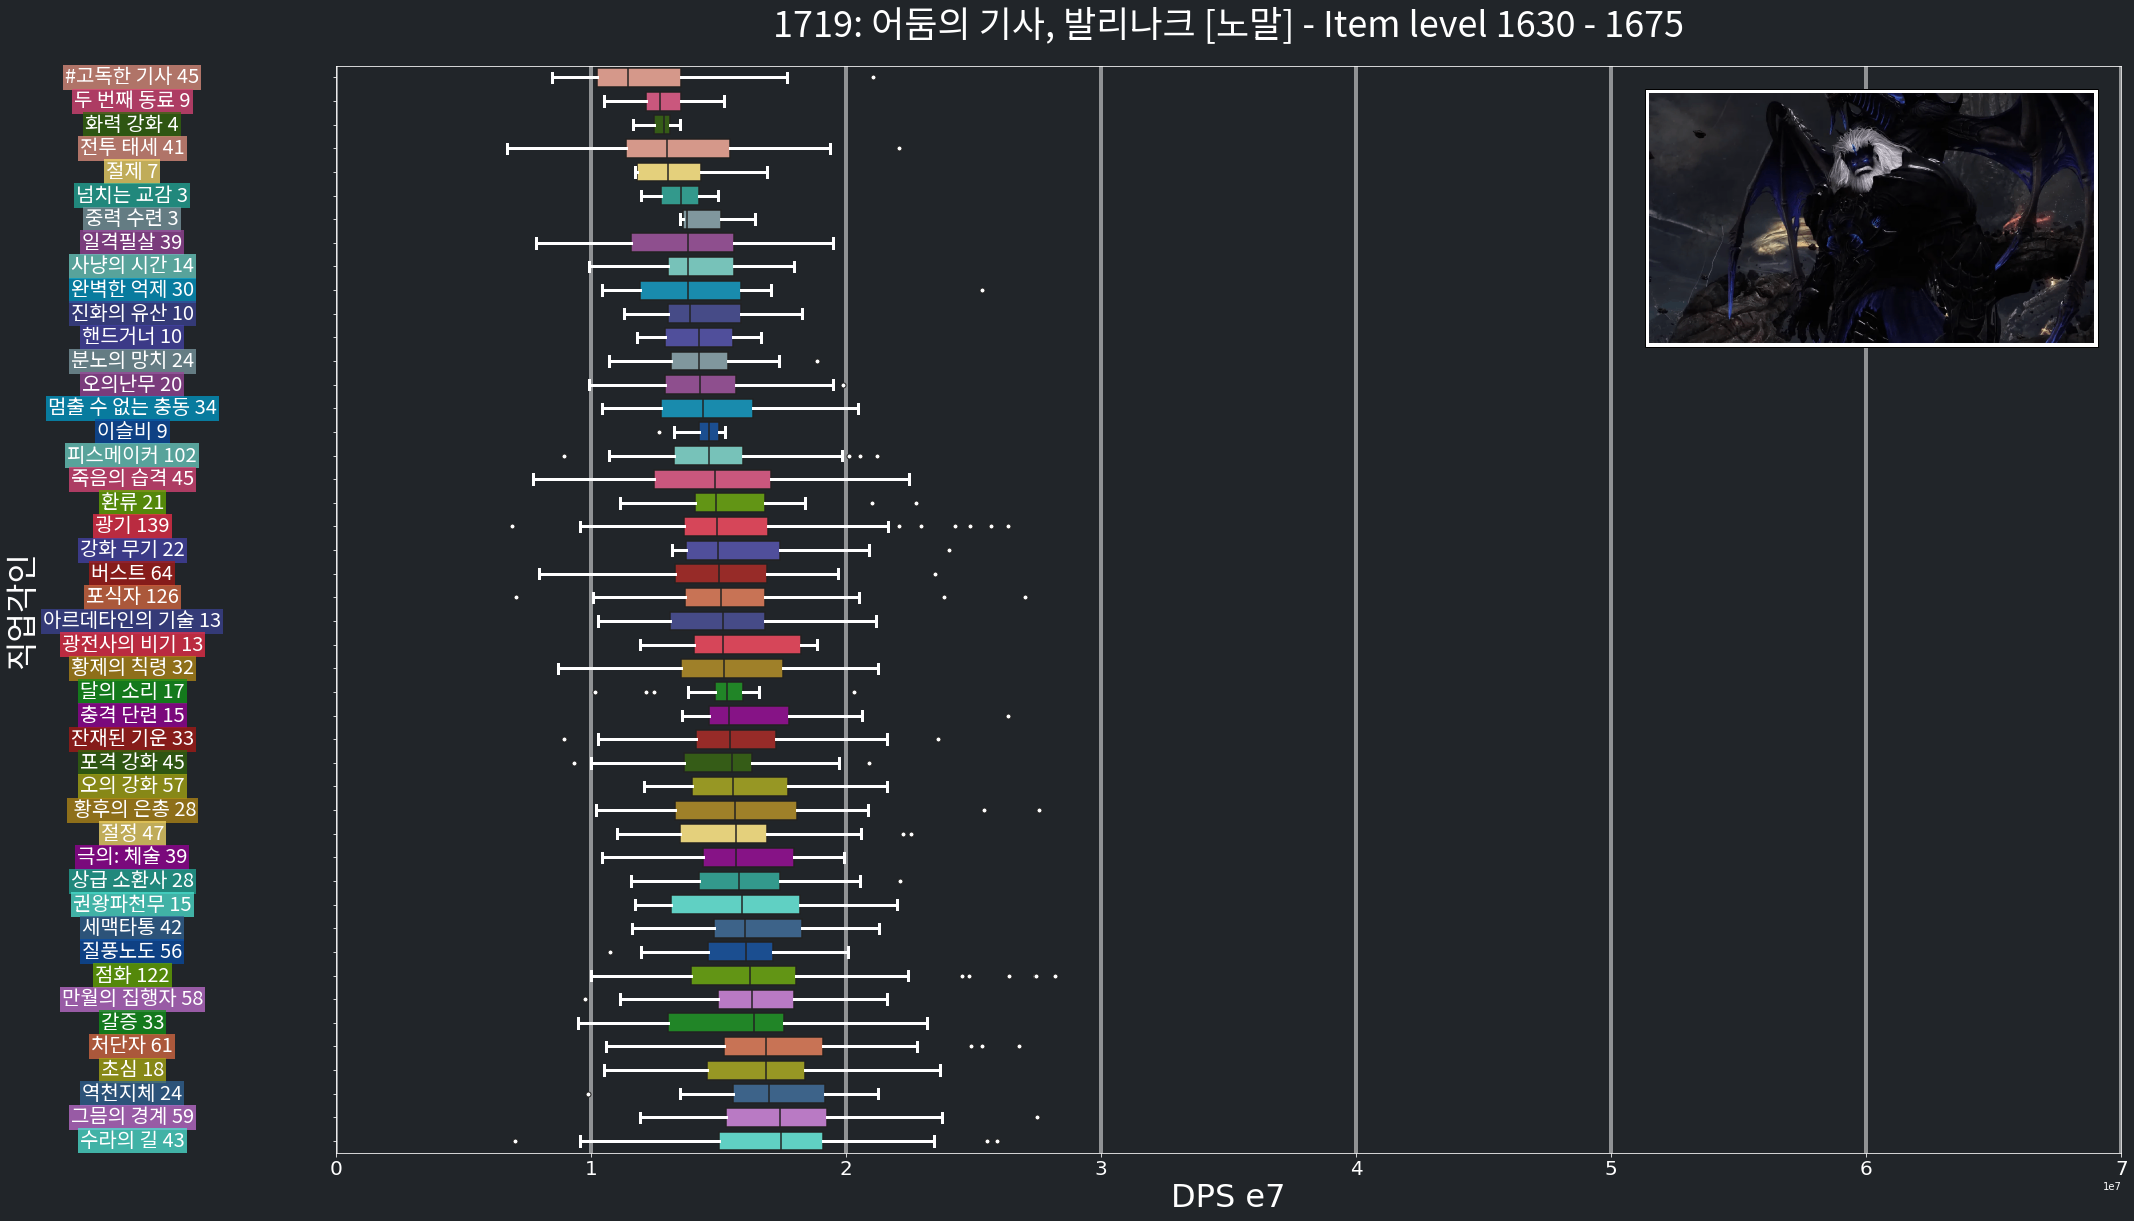 1719: 어둠의 기사, 발리나크 [노말] - Item level 1630 - 1675
#고독한 기사 45
두 번째 동료 9
화력 강화 4
전투 태세 41
절제 7
넘치는 교감 3
중력 수련 3
일격필살 39
사냥의 시간 14
완벽한 억제 30
진화의 유산 10
핸드거너 10
분노의 망치 24
오의난무 20
멈출 수 없는 충동 34
이슬비 9
피스메이커 102
죽음의 습격 45
환류 21
광기 139
강화 무기 22
버스트 64
포식자 126
아르데타인의 기술 13
광전사의 비기 13
황제의 칙령 32
달의 소리 17
충격 단련 15
잔재된 기운 33
포격 강화 45
오의 강화 57
황후의 은총 28
절정 47
극의: 체술 39
상급 소환사 28
권왕파천무 15
세맥타통 42
질풍노도 56
점화 122
만월의 집행자 58
갈증 33
처단자 61
초심 18
역천지체 24
그믐의 경계 59
수라의 길 43
직업각인
0 1 2 3 4 5 6 7
1e7
DPS e7